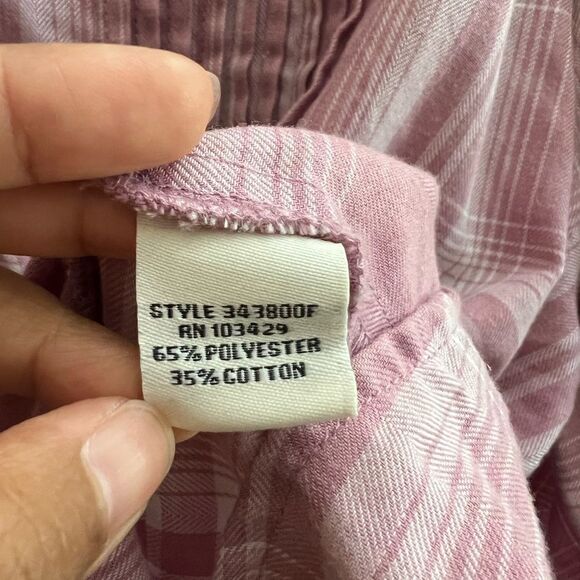 STYLE 343800F
RN 103429
65% POLYESTER
35% COTTON